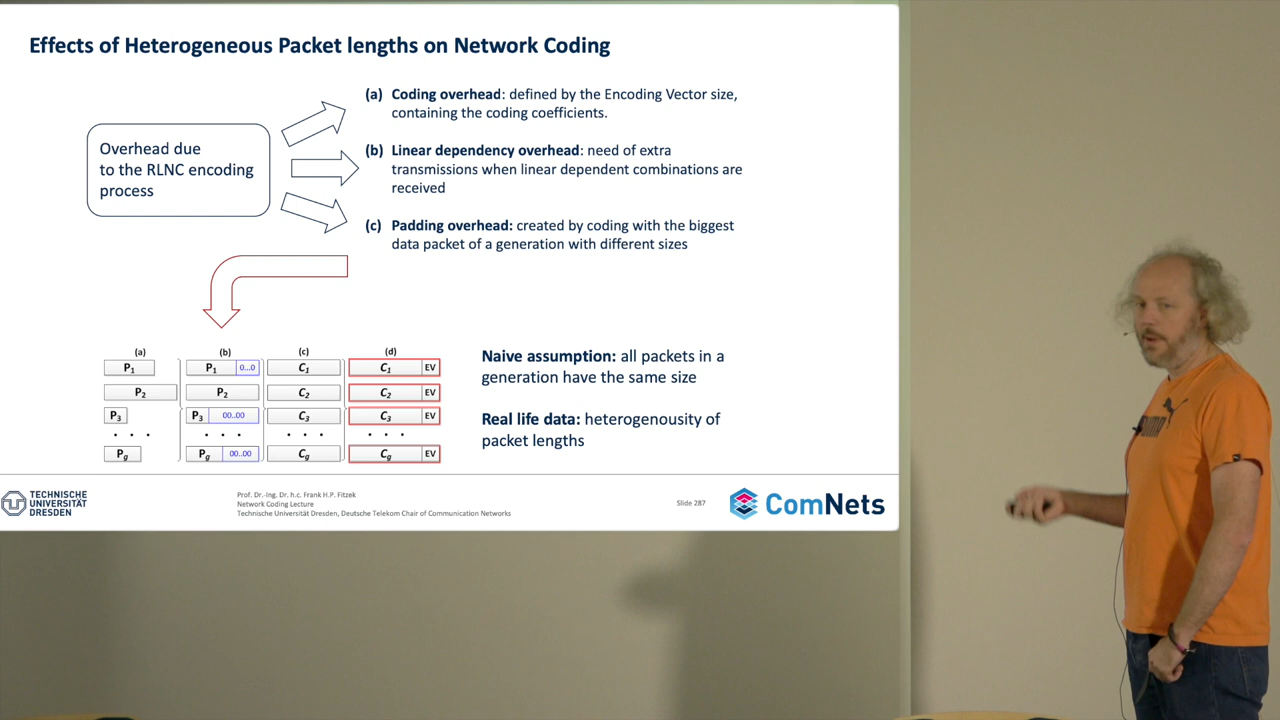 Effects of Heterogeneous Packet lengths on Network Coding
Overhead due
to the RLNC encoding
process
(a) Coding overhead: defined by the Encoding Vector size,
containing the coding coefficients.
(b) Linear dependency overhead: need of extra
transmissions when linear dependent combinations are
received
(c) Padding overhead: created by coding with the biggest
data packet of a generation with different sizes
(a) (b) (c) (d)
P1 P1 0...0 C1 C1 EV
P2 P2 C2 C2 EV
P3 P3 00..00 C3 C3 EV
. . . . . . . . . . . .
Pg Pg 00..00 Cg Cg EV
Naive assumption: all packets in a
generation have the same size
Real life data: heterogenousity of
packet lengths
TECHNISCHE
UNIVERSITÄT
DRESDEN
Prof. Dr.-Ing. Dr. h.c. Frank H.P. Fitzek
Network Coding Lecture
Technische Universität Dresden, Deutsche Telekom Chair of Communication Networks
Slide 287
ComNets